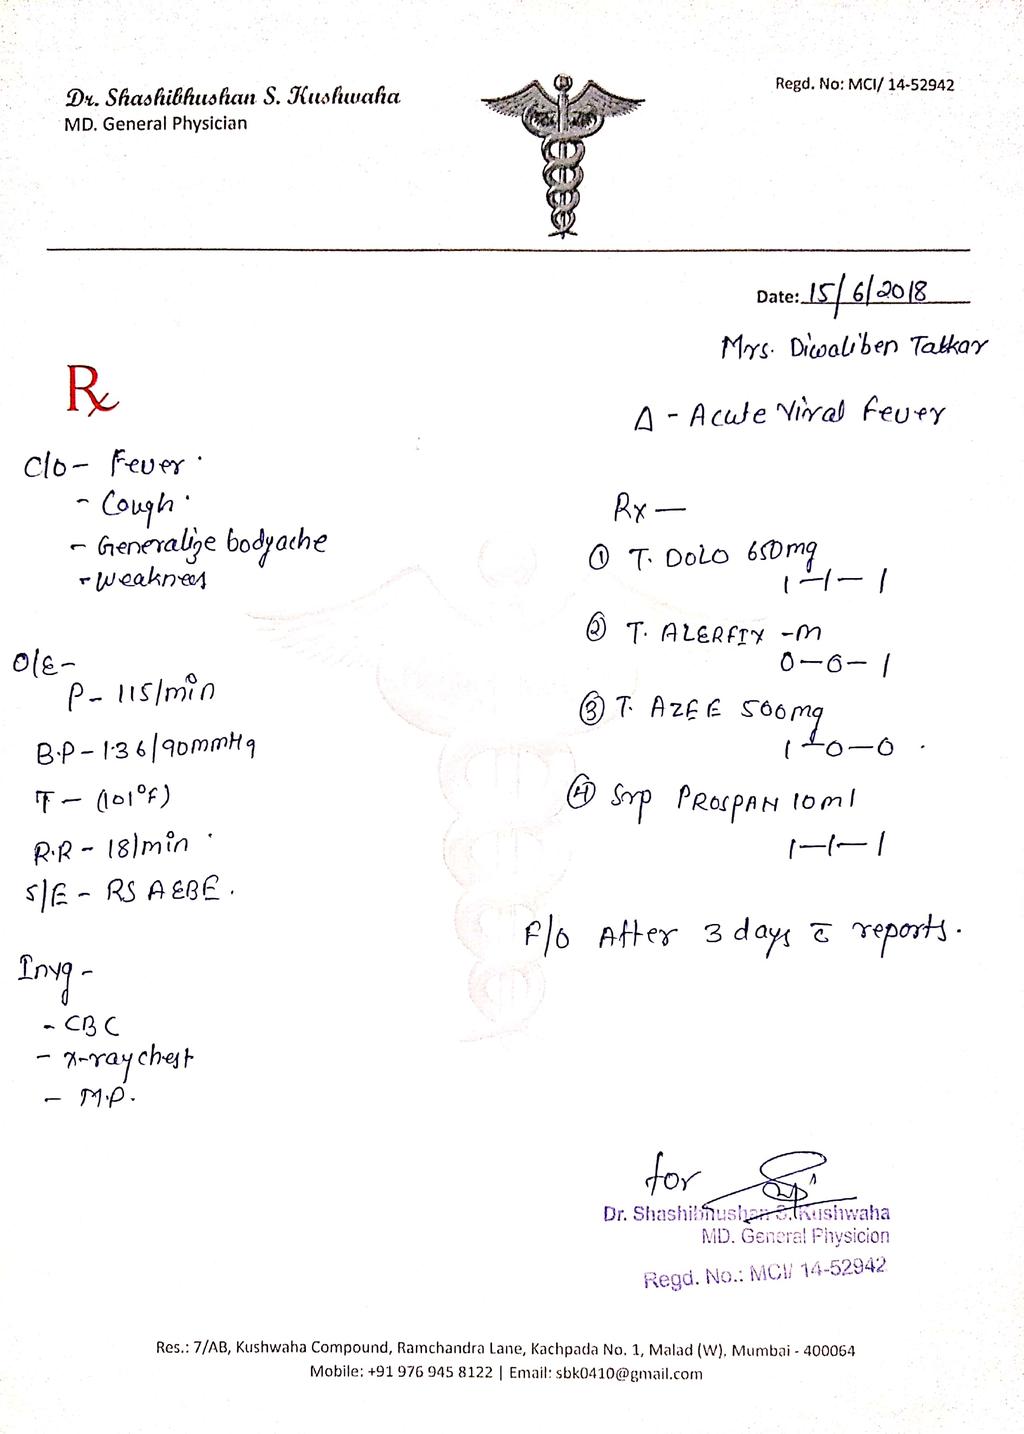 Dr. Shashibhushan S. Kushwaha
MD. General Physician
Regd. No: MCI/ 14-52942
Date: 15/6/2018
Mrs. Diwaliben Tatkar
Δ - Acute Viral Fever
Rx
C/o - Fever.
- Cough.
- Generalize bodyache
- Weakness
O/E -
P - 115/min
B.P - 136/90mmHg
T - (101°F)
R.R - 18/min
S/E - RS AEBE.
Invg -
- CBC
- X-ray chest
- M.P.
Rx —
① T. DOLO 650mg
1-1-1
② T. ALERFIX -M
0-0-1
③ T. AZEE 500mg
1-0-0.
④ Syp PROSPAN 10ml
1-1-1
F/O After 3 days c̄ reports.
for
Dr. Shashibhushan S. Kushwaha
MD. General Physicion
Regd. No.: MCI/ 14-52942
Res.: 7/AB, Kushwaha Compound, Ramchandra Lane, Kachpada No. 1, Malad (W), Mumbai - 400064
Mobile: +91 976 945 8122 | Email: sbk0410@gmail.com